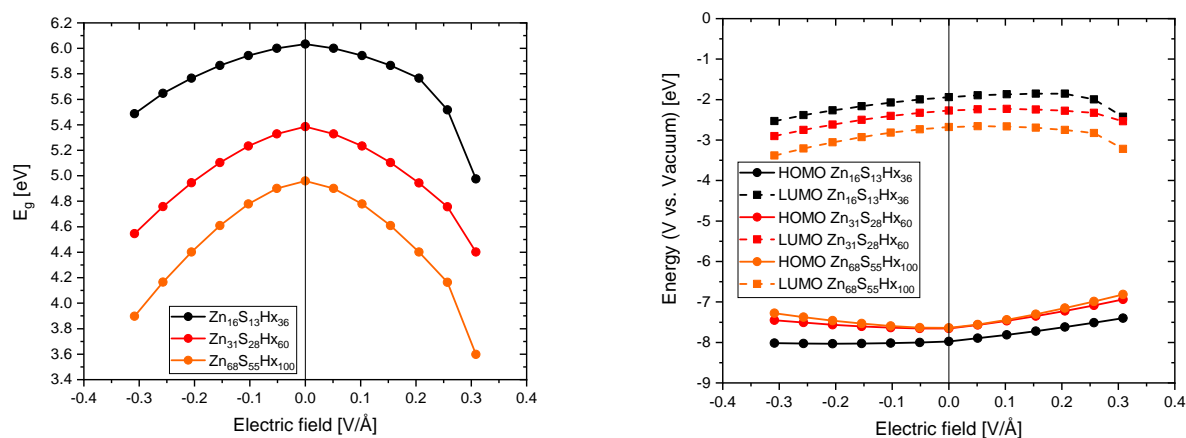 6.2
6.0
5.8
5.6
5.4
5.2
5.0
4.8
4.6
4.4
4.2
4.0
3.8
3.6
3.4
E_g [eV]
Zn₁₆S₁₃Hx₃₆
Zn₃₁S₂₈Hx₆₀
Zn₆₈S₅₅Hx₁₀₀
-0.4 -0.3 -0.2 -0.1 0.0 0.1 0.2 0.3 0.4
Electric field [V/Å]
-0
-1
-2
-3
-4
-5
-6
-7
-8
-9
Energy (V vs. Vacuum) [eV]
HOMO Zn₁₆S₁₃Hx₃₆
LUMO Zn₁₆S₁₃Hx₃₆
HOMO Zn₃₁S₂₈Hx₆₀
LUMO Zn₃₁S₂₈Hx₆₀
HOMO Zn₆₈S₅₅Hx₁₀₀
LUMO Zn₆₈S₅₅Hx₁₀₀
-0.4 -0.3 -0.2 -0.1 0.0 0.1 0.2 0.3 0.4
Electric field [V/Å]